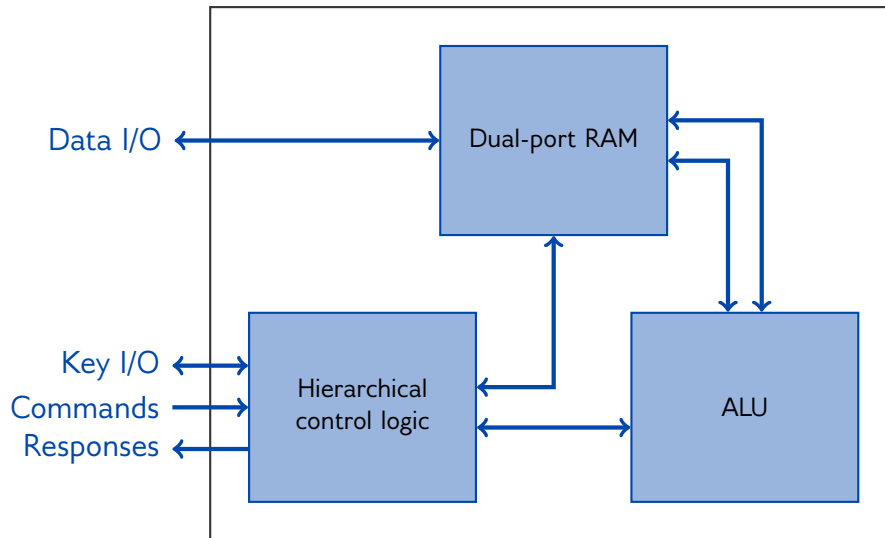 Data I/O
Dual-port RAM
Key I/O
Commands
Responses
Hierarchical
control logic
ALU